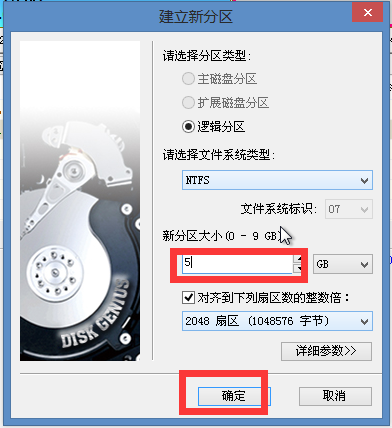 建立新分区
请选择分区类型:
主磁盘分区
扩展磁盘分区
逻辑分区
请选择文件系统类型:
NTFS
文件系统标识: 07
新分区大小(0 - 9 GB)
5 GB
对齐到下列扇区数的整数倍:
2048 扇区 (1048576 字节)
详细参数>>
确定 取消
DISK GENIUS